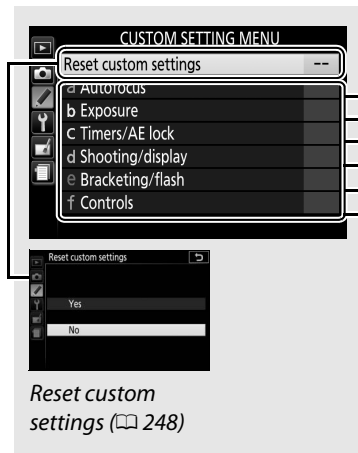 CUSTOM SETTING MENU
Reset custom settings --
a Autofocus
b Exposure
c Timers/AE lock
d Shooting/display
e Bracketing/flash
f Controls
Reset custom settings
Yes
No
Reset custom
settings (📖 248)